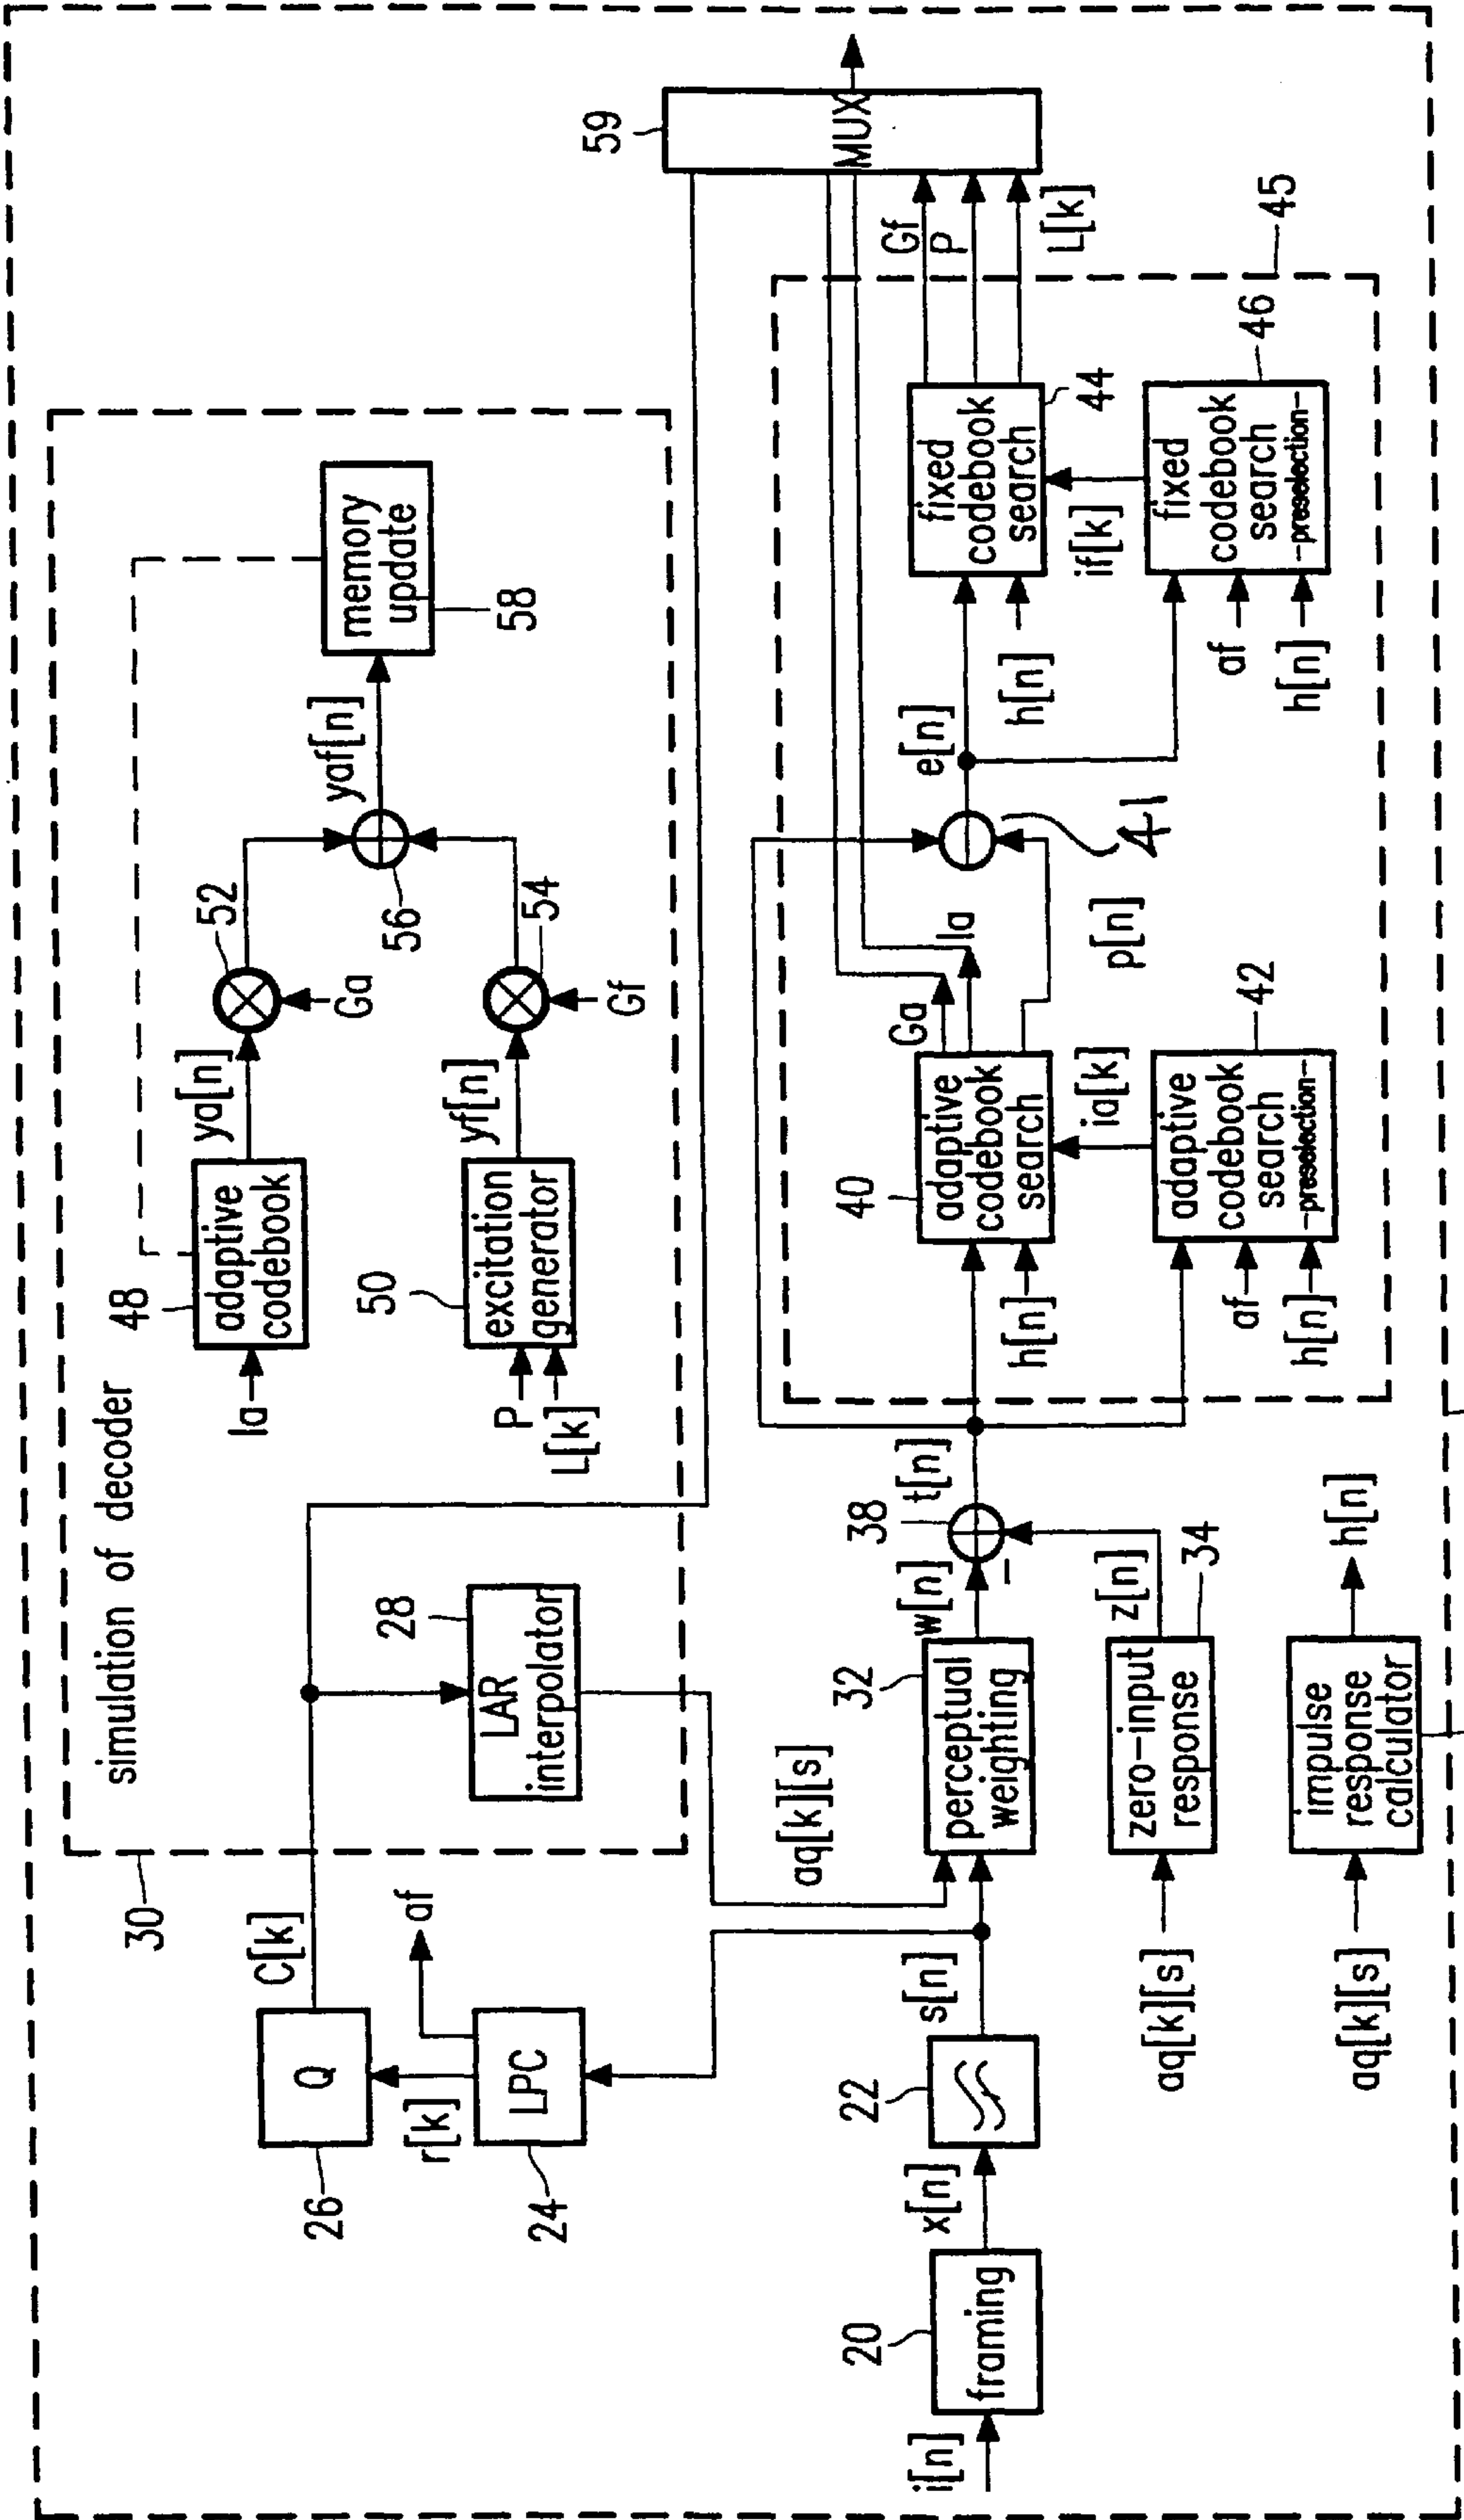 simulation of decoder
30
Ia
48
adaptive
codebook
ya[n]
52
Ga
P
L[k]
50
excitation
generator
yf[n]
54
Gf
56
yaf[n]
memory
update
58
26
Q
C[k]
r[k]
24
LPC
af
28
LAR
interpolator
aq[k][s]
59
MUX
i[n]
20
framing
x[n]
22
s[n]
32
perceptual
weighting
w[n]
38
t[n]
−
z[n]
aq[k][s]
zero-input
response
34
aq[k][s]
impulse
response
calculator
h[n]
40
adaptive
codebook
search
h[n]
Ga
Ia
p[n]
ia[k]
af
h[n]
adaptive
codebook
search
-preselection-
42
41
e[n]
h[n]
fixed
codebook
search
44
Gf
P
L[k]
if[k]
af
h[n]
fixed
codebook
search
-preselection-
46
45